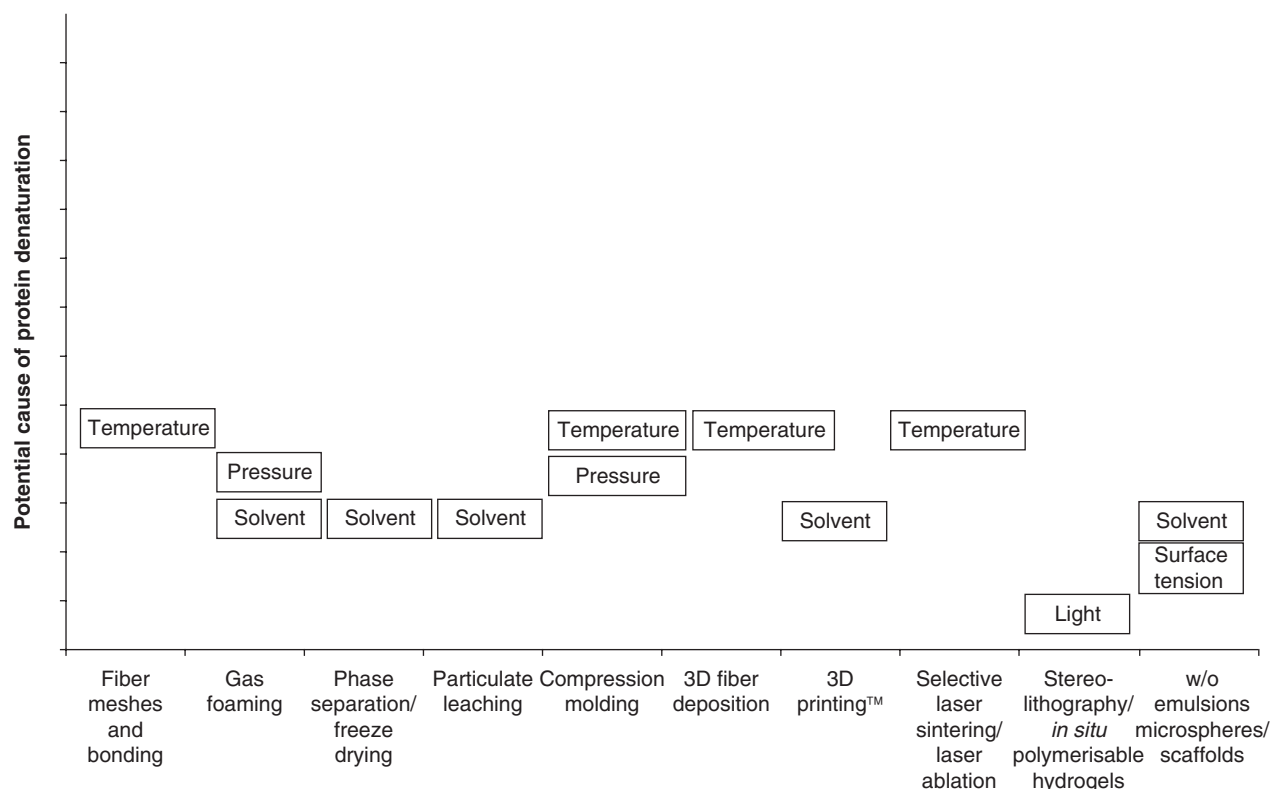 Potential cause of protein denaturation
Temperature
Pressure
Solvent
Solvent
Solvent
Temperature
Pressure
Temperature
Solvent
Temperature
Light
Solvent
Surface
tension
Fiber
meshes
and
bonding
Gas
foaming
Phase
separation/
freeze
drying
Particulate
leaching
Compression
molding
3D fiber
deposition
3D
printing™
Selective
laser
sintering/
laser
ablation
Stereo-
lithography/
in situ
polymerisable
hydrogels
w/o
emulsions
microspheres/
scaffolds